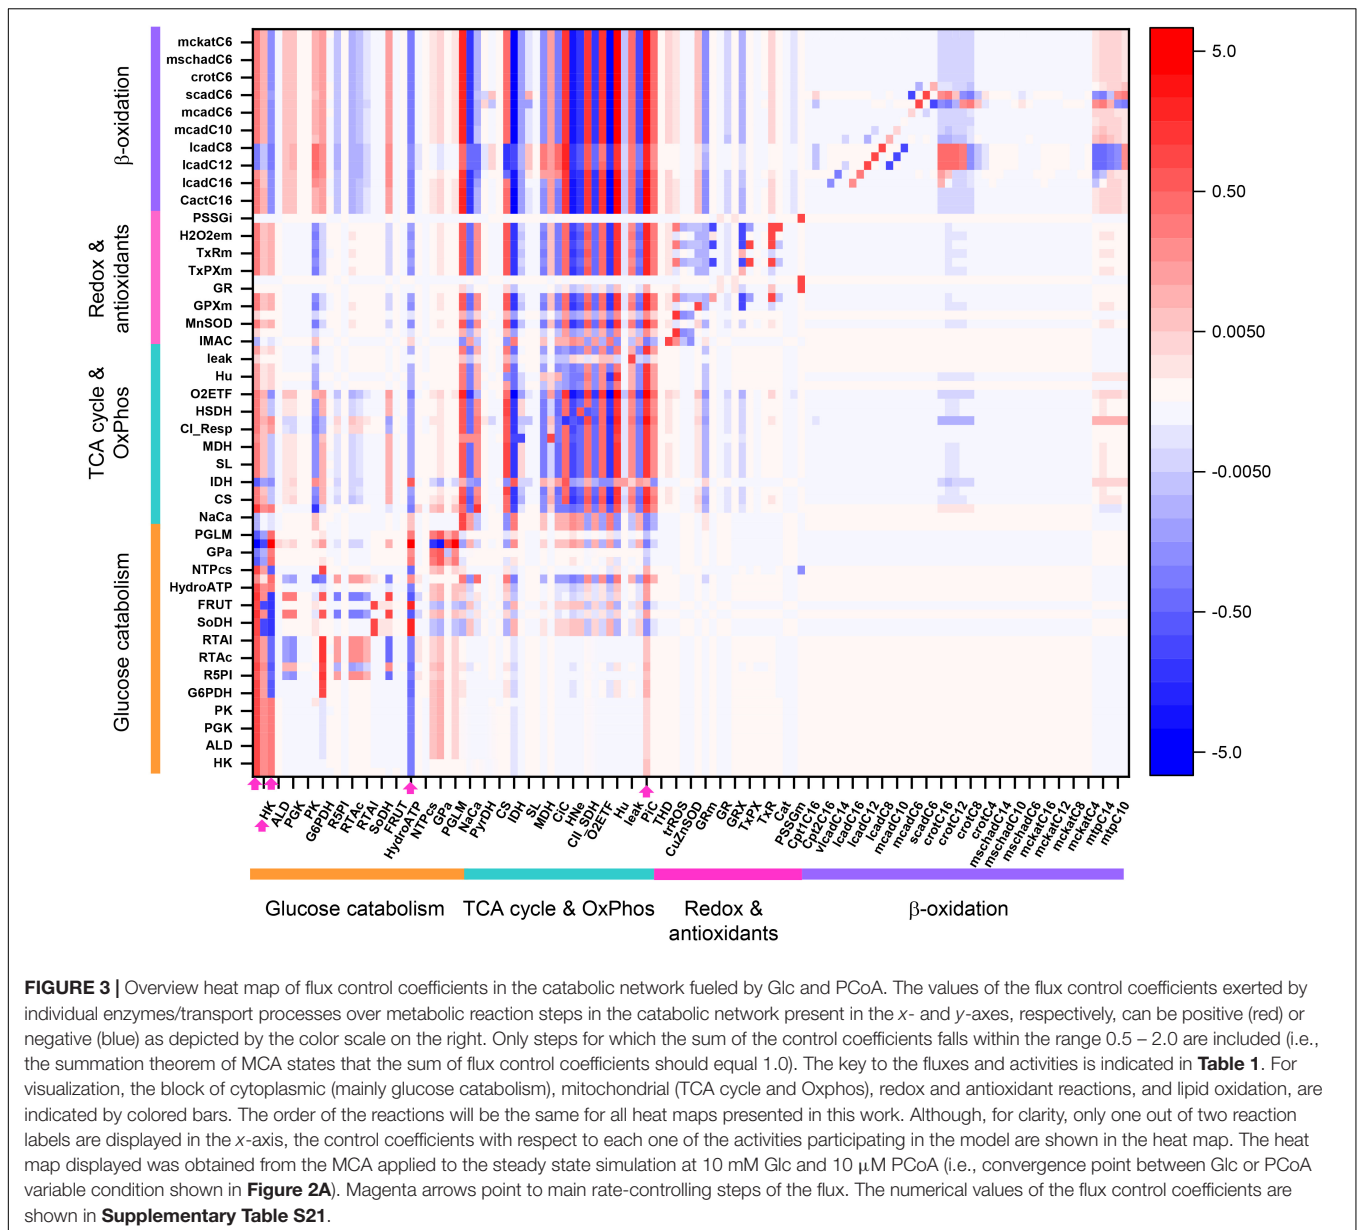 mckatC6
mschadC6
crotC6
scadC6
mcadC6
mcadC10
lcadC8
lcadC12
lcadC16
CactC16
PSSGi
H2O2em
TxRm
TxPXm
GR
GPXm
MnSOD
IMAC
leak
Hu
O2ETF
HSDH
CI_Resp
MDH
SL
IDH
CS
NaCa
PGLM
GPa
NTPcs
HydroATP
FRUT
SoDH
RTAl
RTAc
R5PI
G6PDH
PK
PGK
ALD
HK
β-oxidation
Redox &
antioxidants
TCA cycle &
OxPhos
Glucose catabolism
5.0
0.50
0.0050
-0.0050
-0.50
-5.0
HK
ALD
PGK
PK
G6PDH
R5PI
RTAc
RTAl
SoDH
FRUT
HydroATP
NTPcs
GPa
PGLM
NaCa
PyrDH
CS
IDH
SL
MDH
CiC
HNe
CII_SDH
O2ETF
Hu
leak
PiC
THD
trROS
CuZnSOD
GRm
GR
GRX
TxPX
TxR
Cat
PSSGm
Cpt1C16
Cpt2C16
vlcadC14
lcadC16
lcadC12
lcadC8
mcadC10
mcadC6
scadC6
crotC16
crotC12
crotC8
crotC4
mschadC14
mschadC10
mschadC6
mckatC16
mckatC12
mckatC8
mckatC4
mtpC14
mtpC10
Glucose catabolism
TCA cycle & OxPhos
Redox &
antioxidants
β-oxidation
FIGURE 3 | Overview heat map of flux control coefficients in the catabolic network fueled by Glc and PCoA. The values of the flux control coefficients exerted by
individual enzymes/transport processes over metabolic reaction steps in the catabolic network present in the x- and y-axes, respectively, can be positive (red) or
negative (blue) as depicted by the color scale on the right. Only steps for which the sum of the control coefficients falls within the range 0.5 – 2.0 are included (i.e.,
the summation theorem of MCA states that the sum of flux control coefficients should equal 1.0). The key to the fluxes and activities is indicated in Table 1. For
visualization, the block of cytoplasmic (mainly glucose catabolism), mitochondrial (TCA cycle and Oxphos), redox and antioxidant reactions, and lipid oxidation, are
indicated by colored bars. The order of the reactions will be the same for all heat maps presented in this work. Although, for clarity, only one out of two reaction
labels are displayed in the x-axis, the control coefficients with respect to each one of the activities participating in the model are shown in the heat map. The heat
map displayed was obtained from the MCA applied to the steady state simulation at 10 mM Glc and 10 μM PCoA (i.e., convergence point between Glc or PCoA
variable condition shown in Figure 2A). Magenta arrows point to main rate-controlling steps of the flux. The numerical values of the flux control coefficients are
shown in Supplementary Table S21.